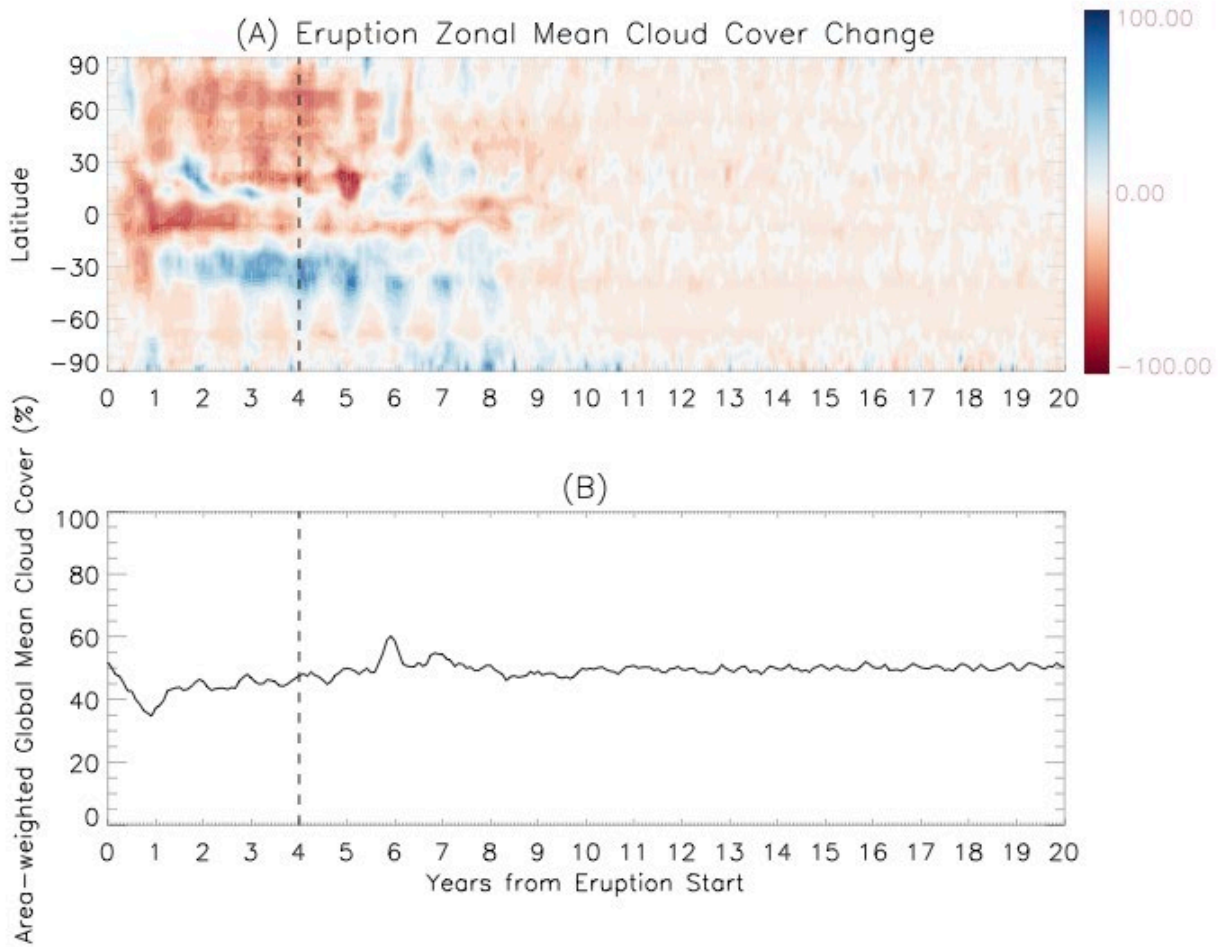 (A) Eruption Zonal Mean Cloud Cover Change
100.00
0.00
−100.00
Latitude
90
60
30
0
−30
−60
−90
0 1 2 3 4 5 6 7 8 9 10 11 12 13 14 15 16 17 18 19 20
(B)
Area−weighted Global Mean Cloud Cover (%)
100
80
60
40
20
0
0 1 2 3 4 5 6 7 8 9 10 11 12 13 14 15 16 17 18 19 20
Years from Eruption Start